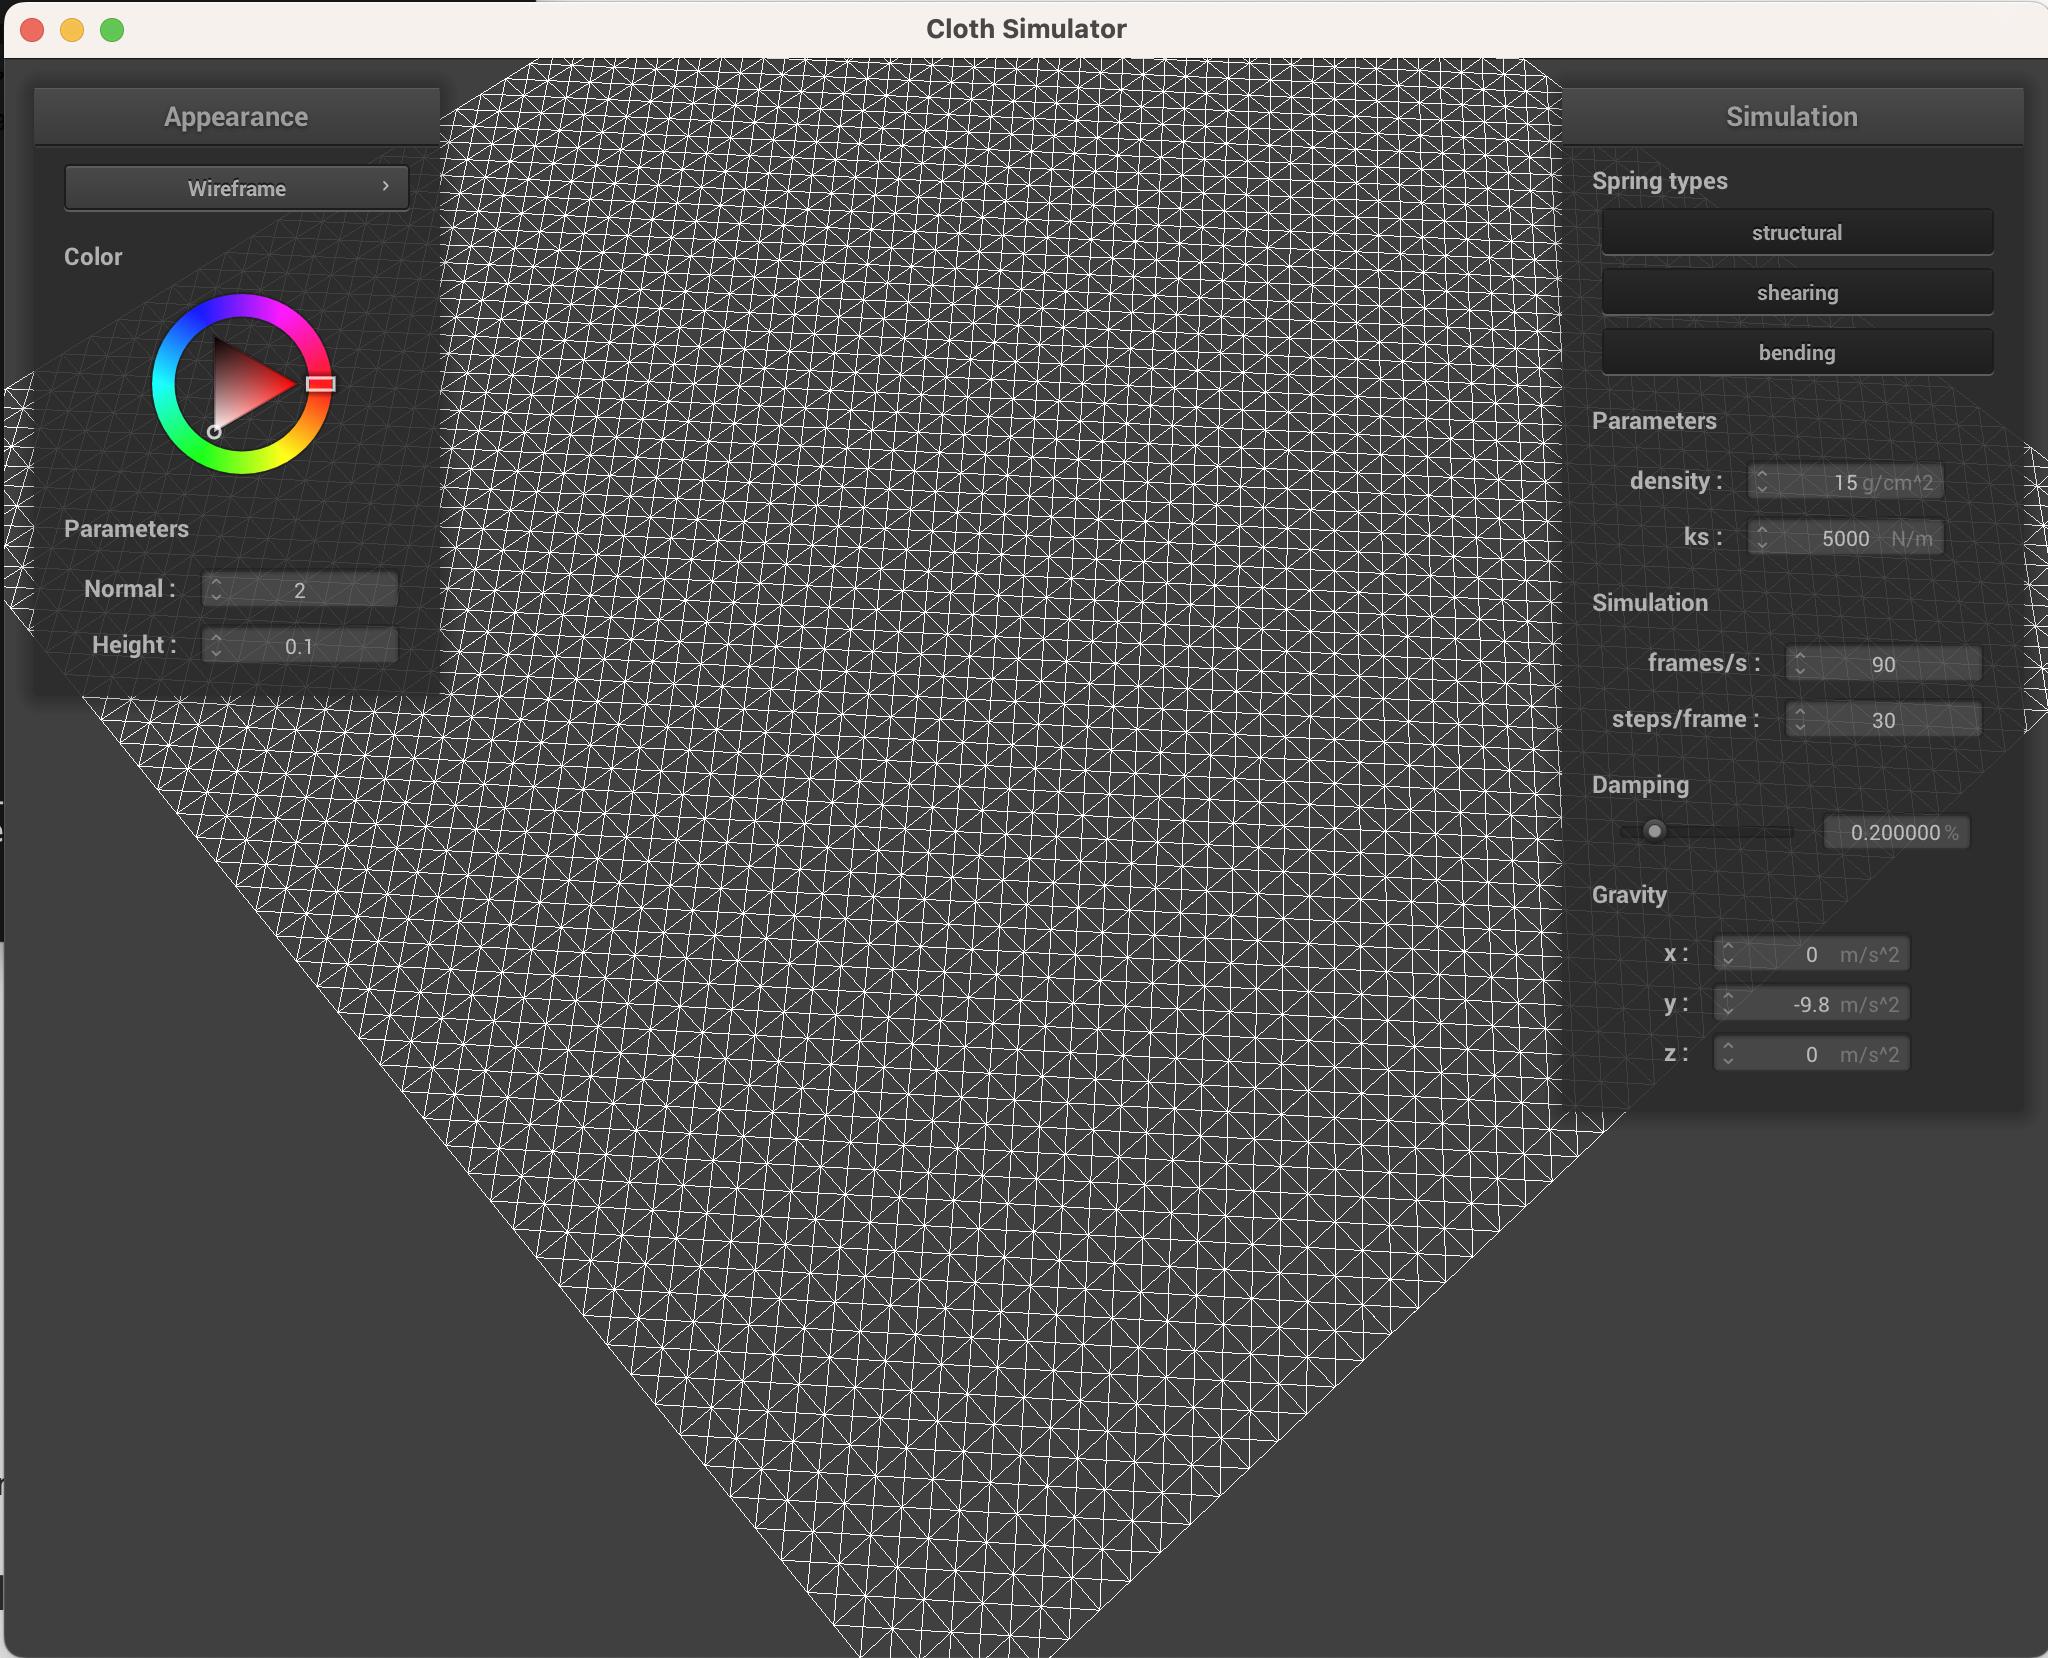 Cloth Simulator
Appearance
Wireframe
Color
Parameters
Normal : 2
Height : 0.1
Simulation
Spring types
structural
shearing
bending
Parameters
density : 15 g/cm^2
ks : 5000 N/m
Simulation
frames/s : 90
steps/frame : 30
Damping
0.200000 %
Gravity
x : 0 m/s^2
y : -9.8 m/s^2
z : 0 m/s^2